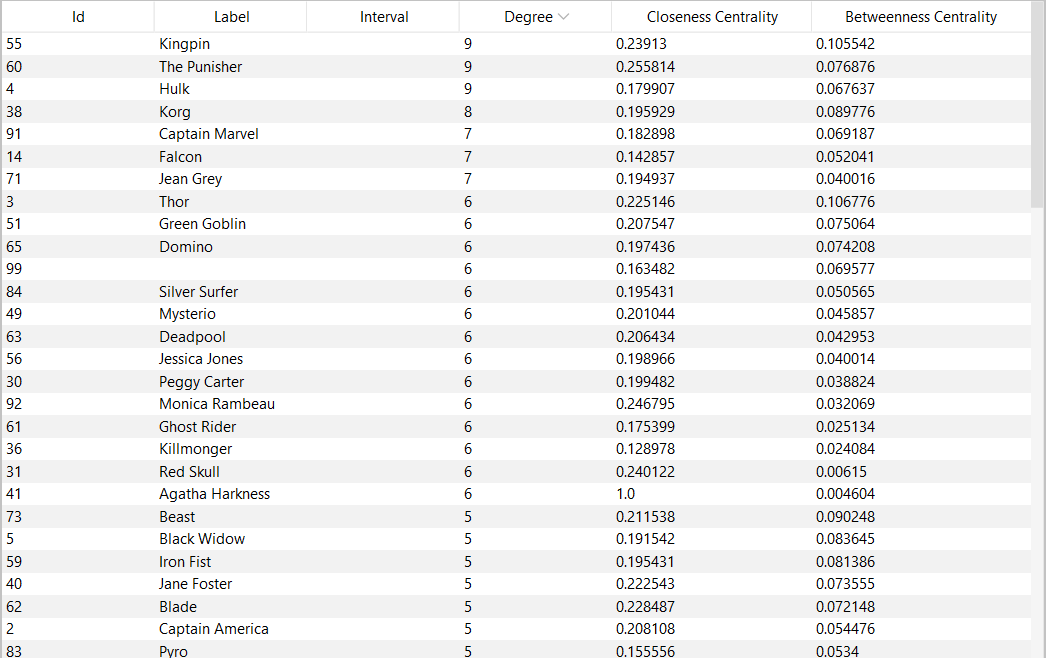 Id Label Interval Degree Closeness Centrality Betweenness Centrality
55 Kingpin 9 0.23913 0.105542
60 The Punisher 9 0.255814 0.076876
4 Hulk 9 0.179907 0.067637
38 Korg 8 0.195929 0.089776
91 Captain Marvel 7 0.182898 0.069187
14 Falcon 7 0.142857 0.052041
71 Jean Grey 7 0.194937 0.040016
3 Thor 6 0.225146 0.106776
51 Green Goblin 6 0.207547 0.075064
65 Domino 6 0.197436 0.074208
99 6 0.163482 0.069577
84 Silver Surfer 6 0.195431 0.050565
49 Mysterio 6 0.201044 0.045857
63 Deadpool 6 0.206434 0.042953
56 Jessica Jones 6 0.198966 0.040014
30 Peggy Carter 6 0.199482 0.038824
92 Monica Rambeau 6 0.246795 0.032069
61 Ghost Rider 6 0.175399 0.025134
36 Killmonger 6 0.128978 0.024084
31 Red Skull 6 0.240122 0.00615
41 Agatha Harkness 6 1.0 0.004604
73 Beast 5 0.211538 0.090248
5 Black Widow 5 0.191542 0.083645
59 Iron Fist 5 0.195431 0.081386
40 Jane Foster 5 0.222543 0.073555
62 Blade 5 0.228487 0.072148
2 Captain America 5 0.208108 0.054476
83 Pyro 5 0.155556 0.0534